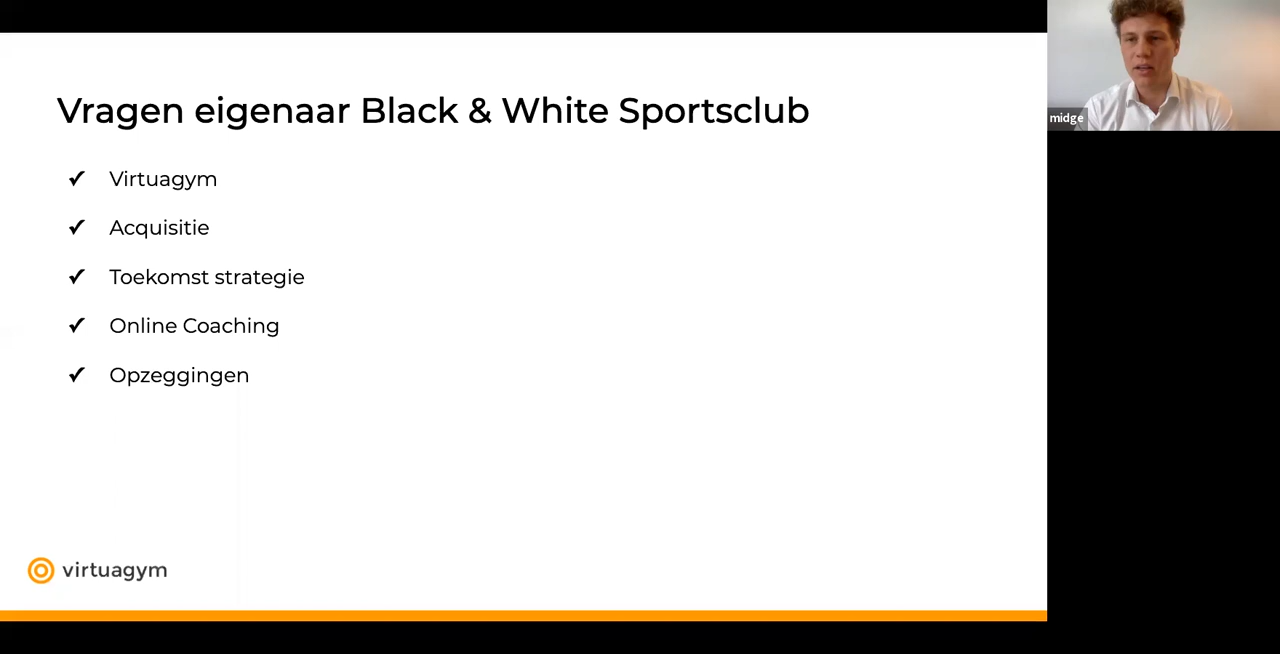 Vragen eigenaar Black & White Sportsclub
✔ Virtuagym
✔ Acquisitie
✔ Toekomst strategie
✔ Online Coaching
✔ Opzeggingen
virtuagym
midge